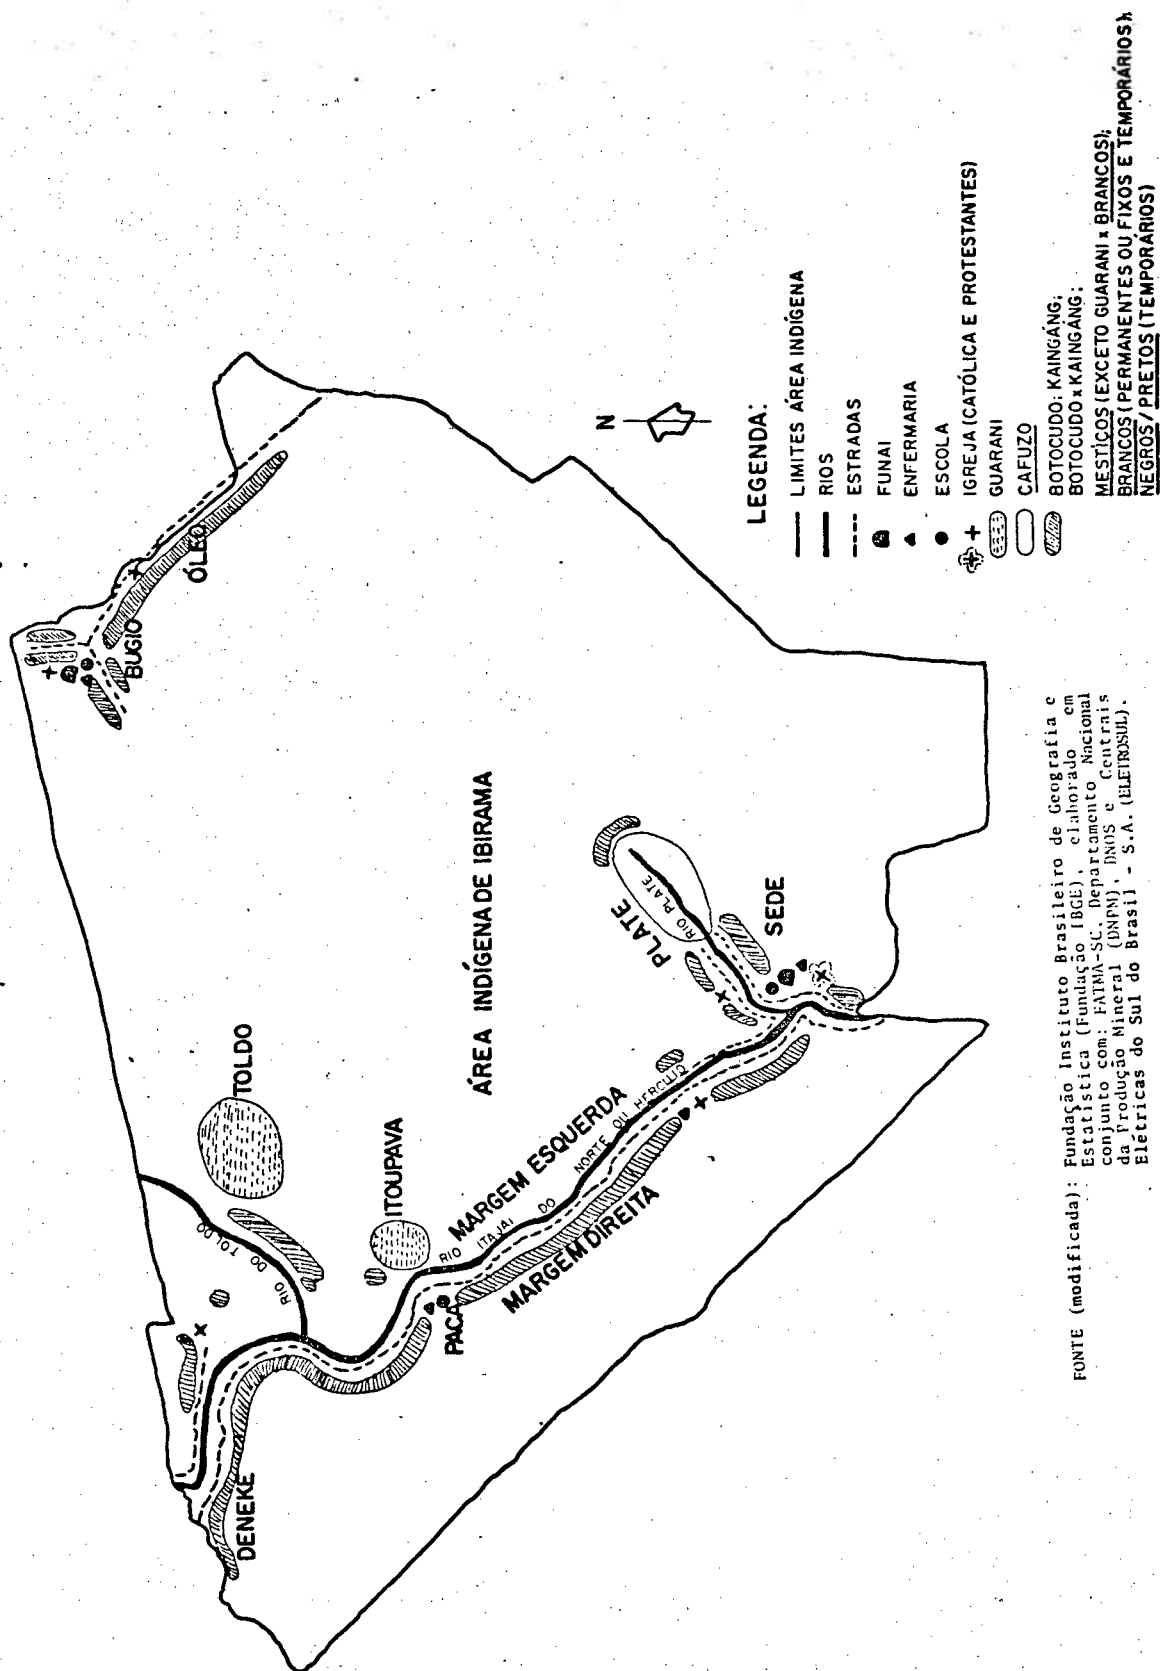 ÓLEO
BUGIO
ÁREA INDÍGENA DE IBIRAMA
TOLDO
RIO DO TOLDO
ITOUPAVA
MARGEM ESQUERDA
RIO ITAJAÍ DO NORTE OU HERCÍLIO
MARGEM DIREITA
PACA
DENEKE
PLATE
RIO PLATE
SEDE
N
LEGENDA:
LIMITES ÁREA INDÍGENA
RIOS
ESTRADAS
FUNAI
ENFERMARIA
ESCOLA
IGREJA (CATÓLICA E PROTESTANTES)
GUARANI
CAFUZO
BOTOCUDO; KAINGÁNG;
BOTOCUDO x KAINGÁNG;
MESTIÇOS (EXCETO GUARANI x BRANCOS);
BRANCOS (PERMANENTES OU FIXOS E TEMPORÁRIOS);
NEGROS/PRETOS (TEMPORÁRIOS)
FONTE (modificada): Fundação Instituto Brasileiro de Geografia e
Estatística (Fundação IBGE), elaborado em
conjunto com: FATMA-SC, Departamento Nacional
da Produção Mineral (DNPM), DNOS e Centrais
Elétricas do Sul do Brasil - S.A. (ELETROSUL).